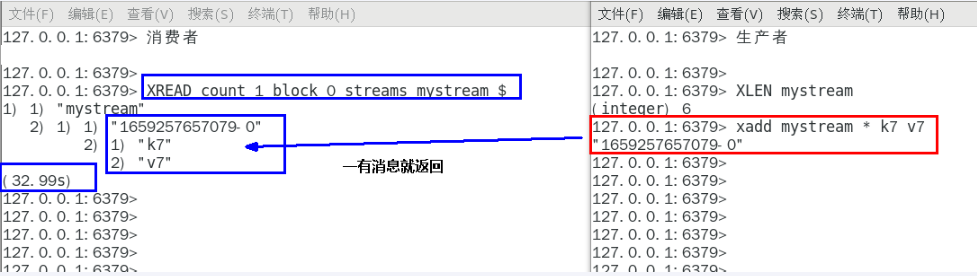 文件(F) 编辑(E) 查看(V) 搜索(S) 终端(T) 帮助(H)
127.0.0.1:6379> 消费者
127.0.0.1:6379>
127.0.0.1:6379> XREAD count 1 block 0 streams mystream $
1) 1) "mystream"
2) 1) 1) "1659257657079-0"
2) 1) "k7"
2) "v7"
(32.99s)
127.0.0.1:6379>
127.0.0.1:6379>
127.0.0.1:6379>
127.0.0.1:6379>
127.0.0.1:6379>
一有消息就返回
文件(F) 编辑(E) 查看(V) 搜索(S) 终端(T) 帮助(H)
127.0.0.1:6379> 生产者
127.0.0.1:6379>
127.0.0.1:6379> XLEN mystream
(integer) 6
127.0.0.1:6379> xadd mystream * k7 v7
"1659257657079-0"
127.0.0.1:6379>
127.0.0.1:6379>
127.0.0.1:6379>
127.0.0.1:6379>
127.0.0.1:6379>
127.0.0.1:6379>
127.0.0.1:6379>